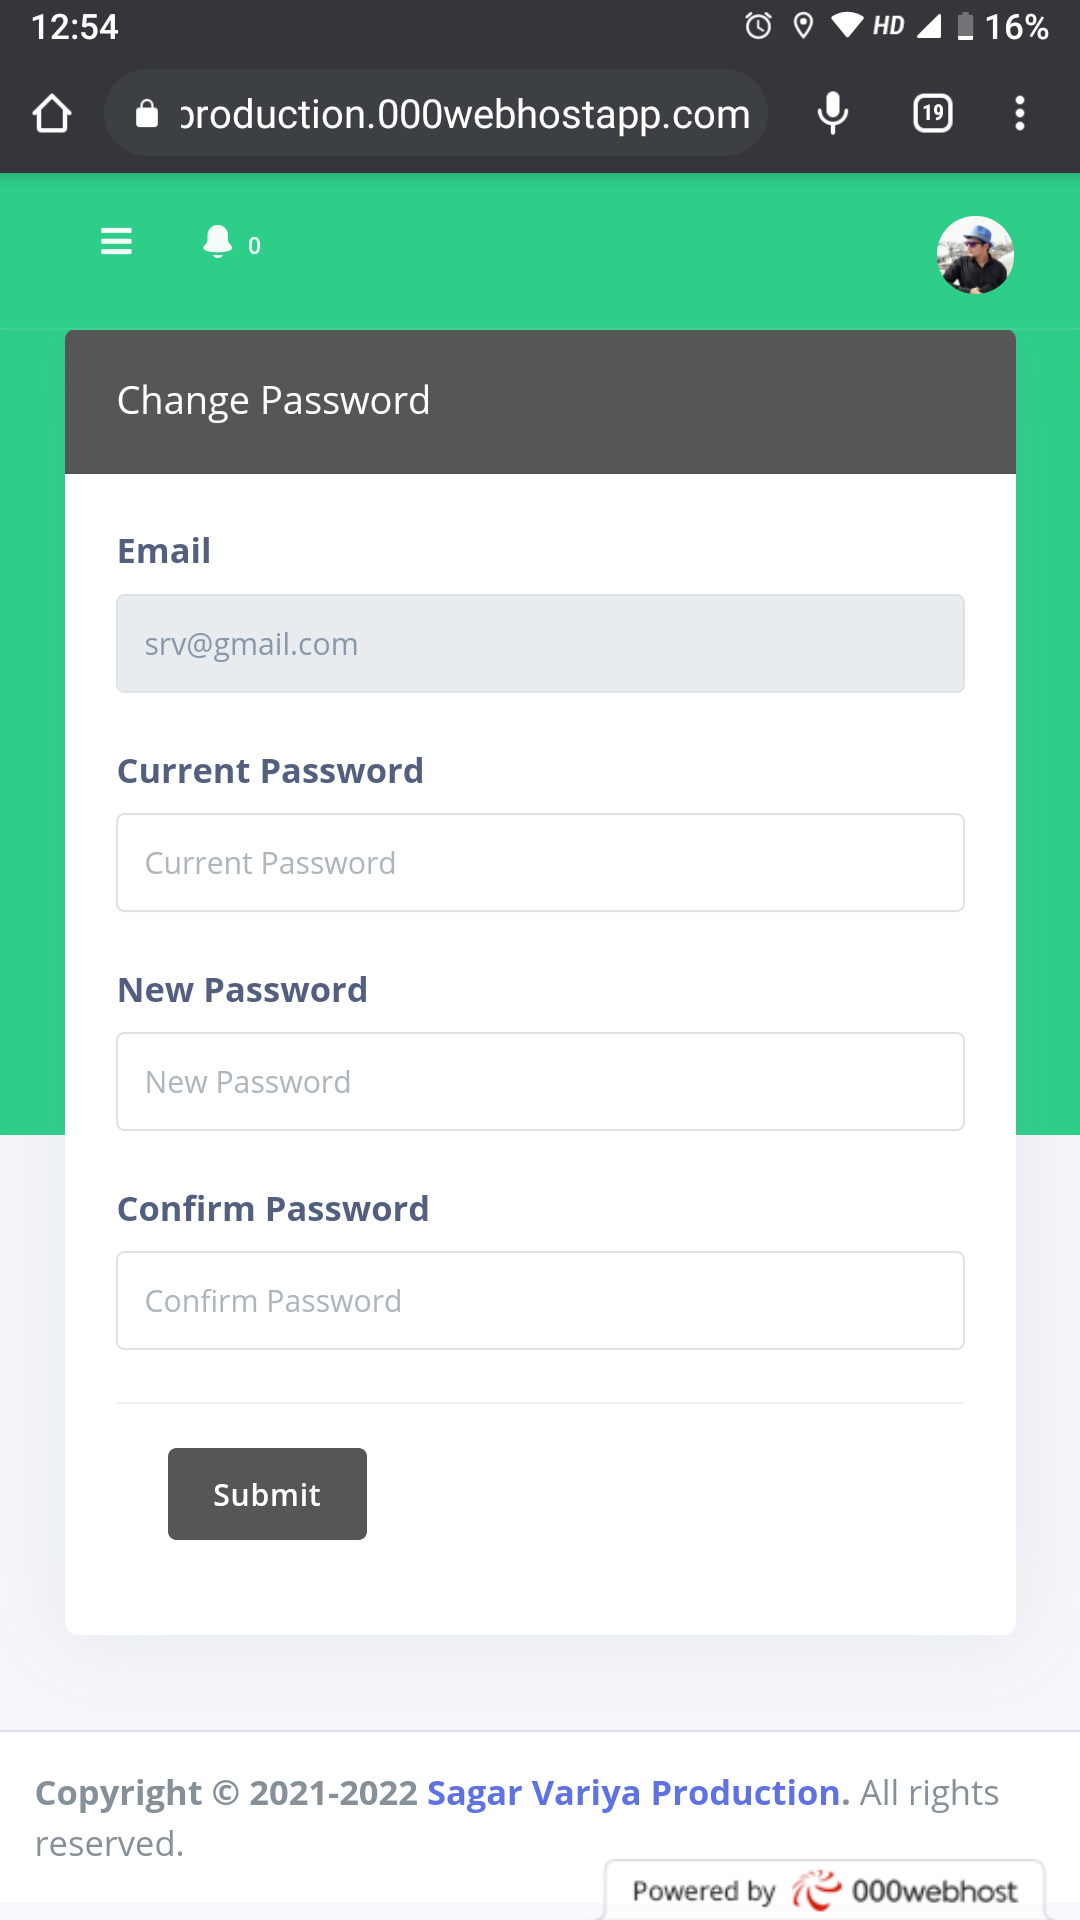 12:54 HD 16%
production.000webhostapp.com 19
0
Change Password
Email
srv@gmail.com
Current Password
Current Password
New Password
New Password
Confirm Password
Confirm Password
Submit
Copyright © 2021-2022 Sagar Variya Production. All rights
reserved.
Powered by 000webhost